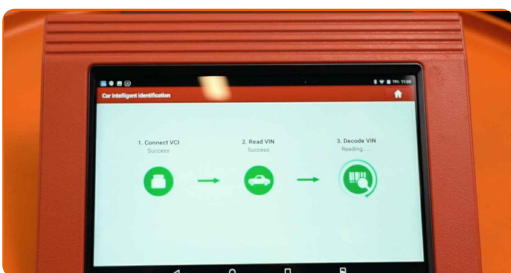 Car intelligent identification
1. Connect VCI
Success
2. Read VIN
Success
3. Decode VIN
Reading....